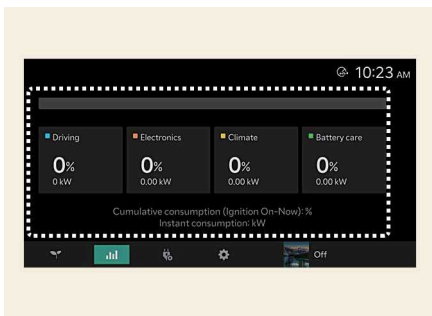 10:23 AM
Driving
0%
0 kW
Electronics
0%
0.00 kW
Climate
0%
0.00 kW
Battery care
0%
0.00 kW
Cumulative consumption (Ignition On-Now): %
Instant consumption: kW
Off